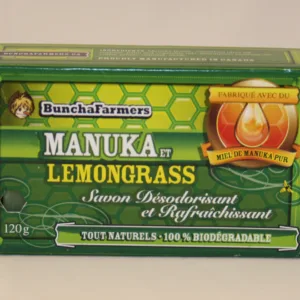 BunchaFarmers
FABRIQUÉ AVEC DU
MIEL DE MANUKA PUR
MANUKA ET
LEMONGRASS
Savon Désodorisant
et Rafraîchissant
120g
TOUT NATURELS - 100 % BIODÉGRADABLE